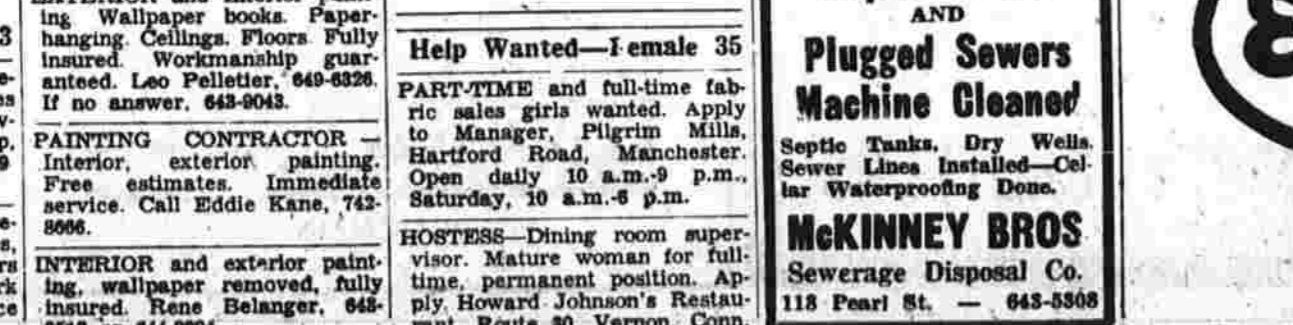 ing Wallpaper books. Paper-
hanging. Ceilings. Floors. Fully
insured. Workmanship guar-
anteed. Leo Pelletier, 649-6326.
If no answer, 643-9043.
PAINTING CONTRACTOR —
Interior, exterior painting.
Free estimates. Immediate
service. Call Eddie Kane, 742-
8666.
INTERIOR and exterior paint-
ing, wallpaper removed, fully
insured. Rene Belanger, 643-
Help Wanted—Female 35
PART-TIME and full-time fab-
ric sales girls wanted. Apply
to Manager, Pilgrim Mills,
Hartford Road, Manchester.
Open daily 10 a.m.-9 p.m.,
Saturday, 10 a.m.-6 p.m.
HOSTESS—Dining room super-
visor. Mature woman for full-
time, permanent position. Ap-
ply Howard Johnson's Restau-
rant, Route 30, Vernon, Conn.
AND
Plugged Sewers
Machine Cleaned
Septic Tanks, Dry Wells,
Sewer Lines Installed—Cel-
lar Waterproofing Done.
McKINNEY BROS
Sewerage Disposal Co.
118 Pearl St. — 643-5308